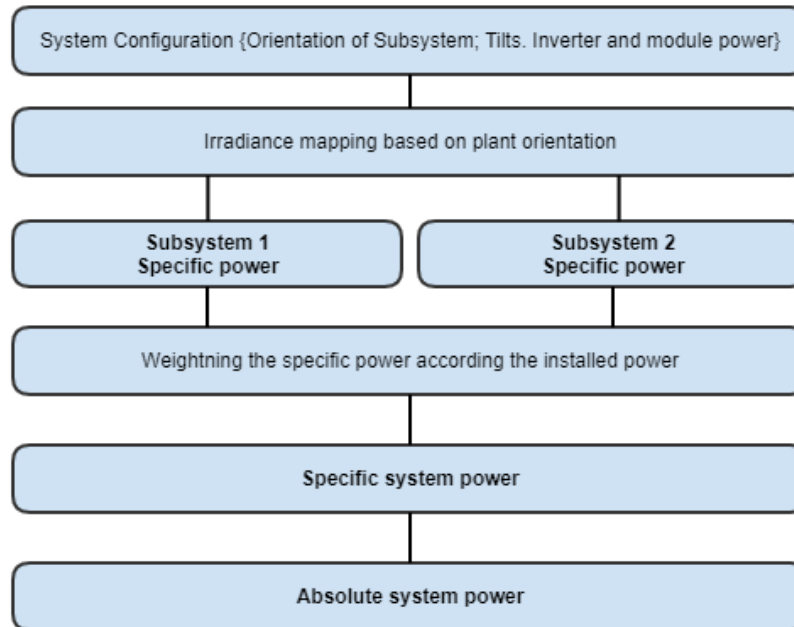 System Configuration {Orientation of Subsystem; Tilts. Inverter and module power}
Irradiance mapping based on plant orientation
Subsystem 1
Specific power
Subsystem 2
Specific power
Weightning the specific power according the installed power
Specific system power
Absolute system power